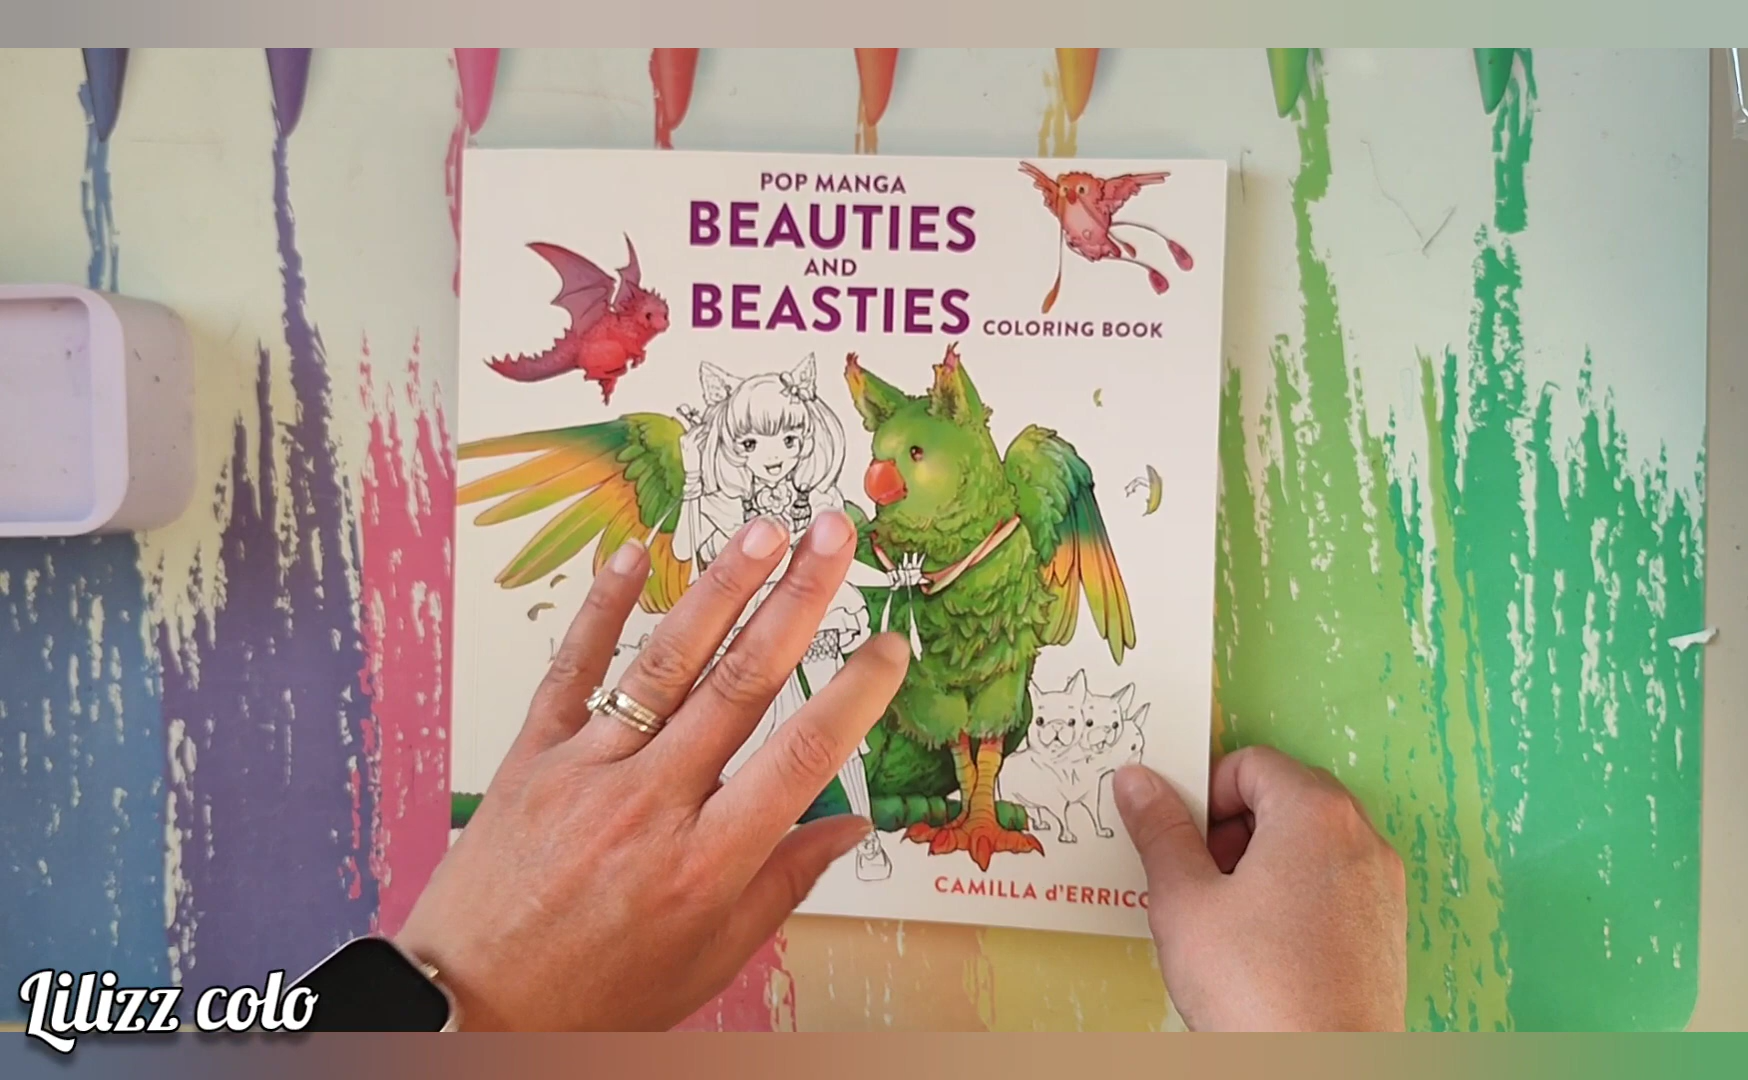 POP MANGA
BEAUTIES
AND
BEASTIES
COLORING BOOK
CAMILLA d'ERRICO
Lilizz colo